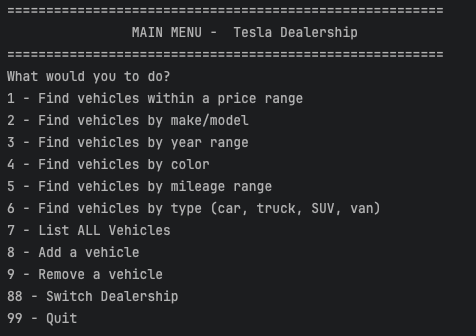 ========================================================
MAIN MENU -  Tesla Dealership
========================================================
What would you to do?
1 - Find vehicles within a price range
2 - Find vehicles by make/model
3 - Find vehicles by year range
4 - Find vehicles by color
5 - Find vehicles by mileage range
6 - Find vehicles by type (car, truck, SUV, van)
7 - List ALL Vehicles
8 - Add a vehicle
9 - Remove a vehicle
88 - Switch Dealership
99 - Quit